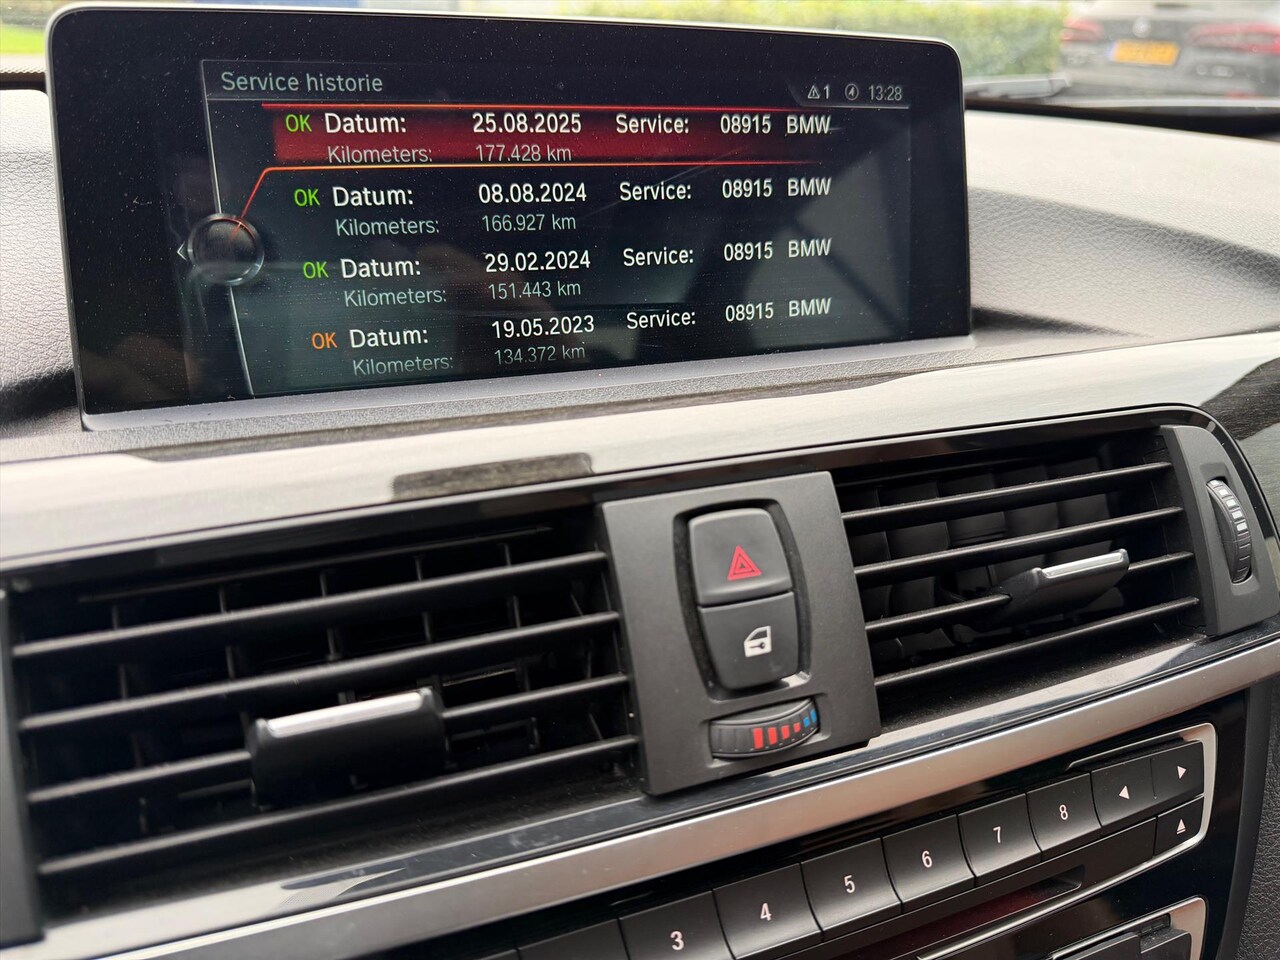 Service historie
1 13:28
OK Datum: 25.08.2025 Service: 08915 BMW
Kilometers: 177.428 km
OK Datum: 08.08.2024 Service: 08915 BMW
Kilometers: 166.927 km
OK Datum: 29.02.2024 Service: 08915 BMW
Kilometers: 151.443 km
OK Datum: 19.05.2023 Service: 08915 BMW
Kilometers: 134.372 km
3 4 5 6 7 8